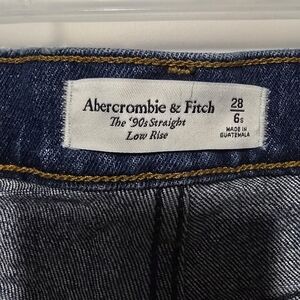 Abercrombie & Fitch
The '90s Straight
Low Rise
28
6s
MADE IN
GUATEMALA